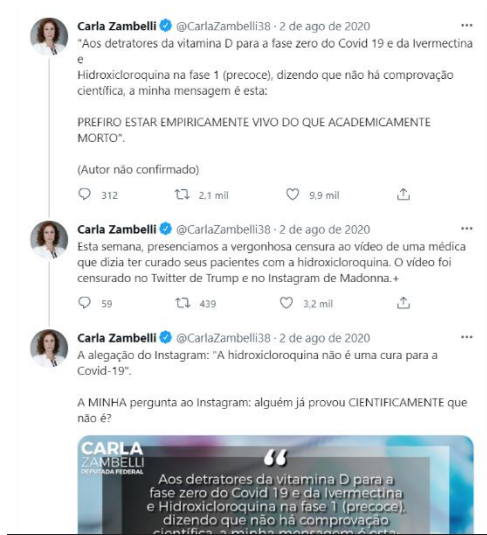 Carla Zambelli @CarlaZambelli38 · 2 de ago de 2020
"Aos detratores da vitamina D para a fase zero do Covid 19 e da Ivermectina
e
Hidroxicloroquina na fase 1 (precoce), dizendo que não há comprovação
científica, a minha mensagem é esta:
PREFIRO ESTAR EMPIRICAMENTE VIVO DO QUE ACADEMICAMENTE
MORTO".
(Autor não confirmado)
312 2,1 mil 9,9 mil
Carla Zambelli @CarlaZambelli38 · 2 de ago de 2020
Esta semana, presenciamos a vergonhosa censura ao vídeo de uma médica
que dizia ter curado seus pacientes com a hidroxicloroquina. O vídeo foi
censurado no Twitter de Trump e no Instagram de Madonna.+
59 439 3,2 mil
Carla Zambelli @CarlaZambelli38 · 2 de ago de 2020
A alegação do Instagram: "A hidroxicloroquina não é uma cura para a
Covid-19".
A MINHA pergunta ao Instagram: alguém já provou CIENTIFICAMENTE que
não é?
CARLA
ZAMBELLI
DEPUTADA FEDERAL
“
Aos detratores da vitamina D para a
fase zero do Covid 19 e da Ivermectina
e Hidroxicloroquina na fase 1 (precoce),
dizendo que não há comprovação
científica, a minha mensagem é esta